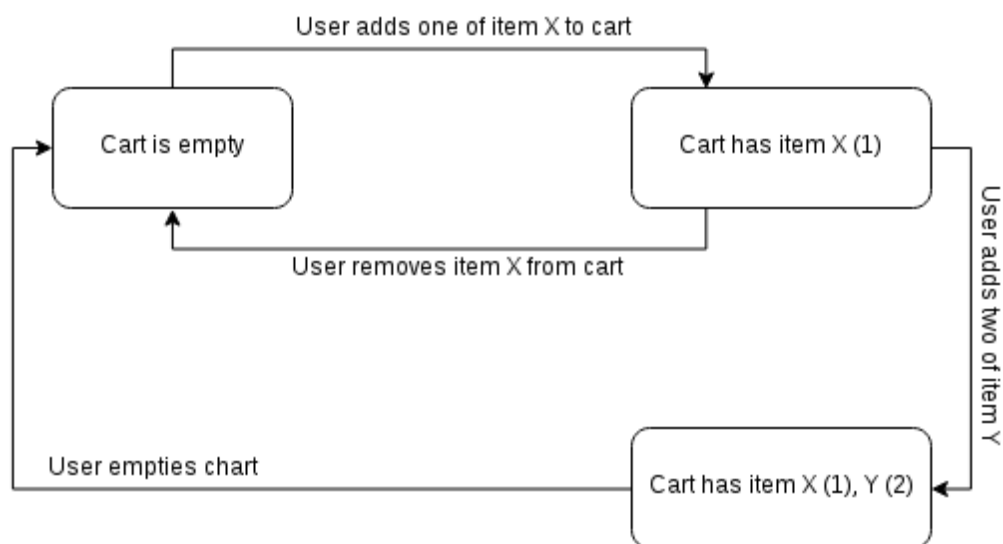 User adds one of item X to cart
Cart is empty
Cart has item X (1)
User removes item X from cart
User adds two of item Y
User empties chart
Cart has item X (1), Y (2)